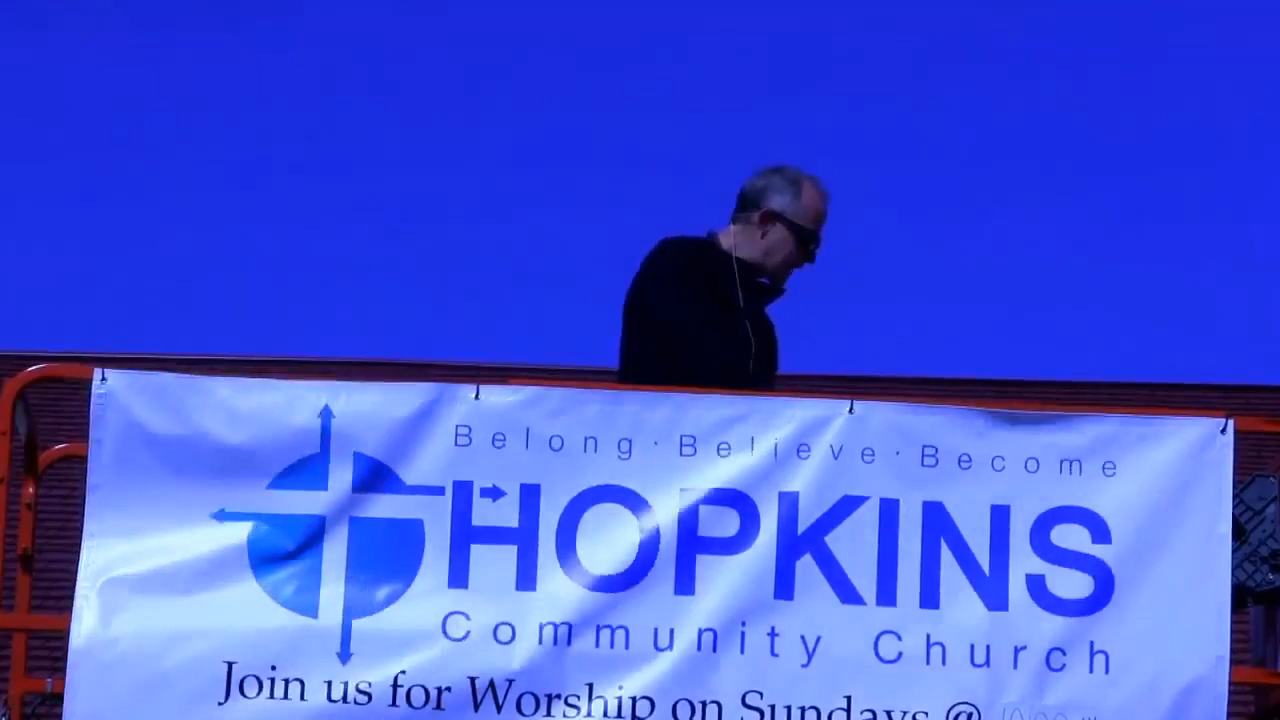 Belong · Believe · Become
HOPKINS
Community Church
Join us for Worship on Sundays @